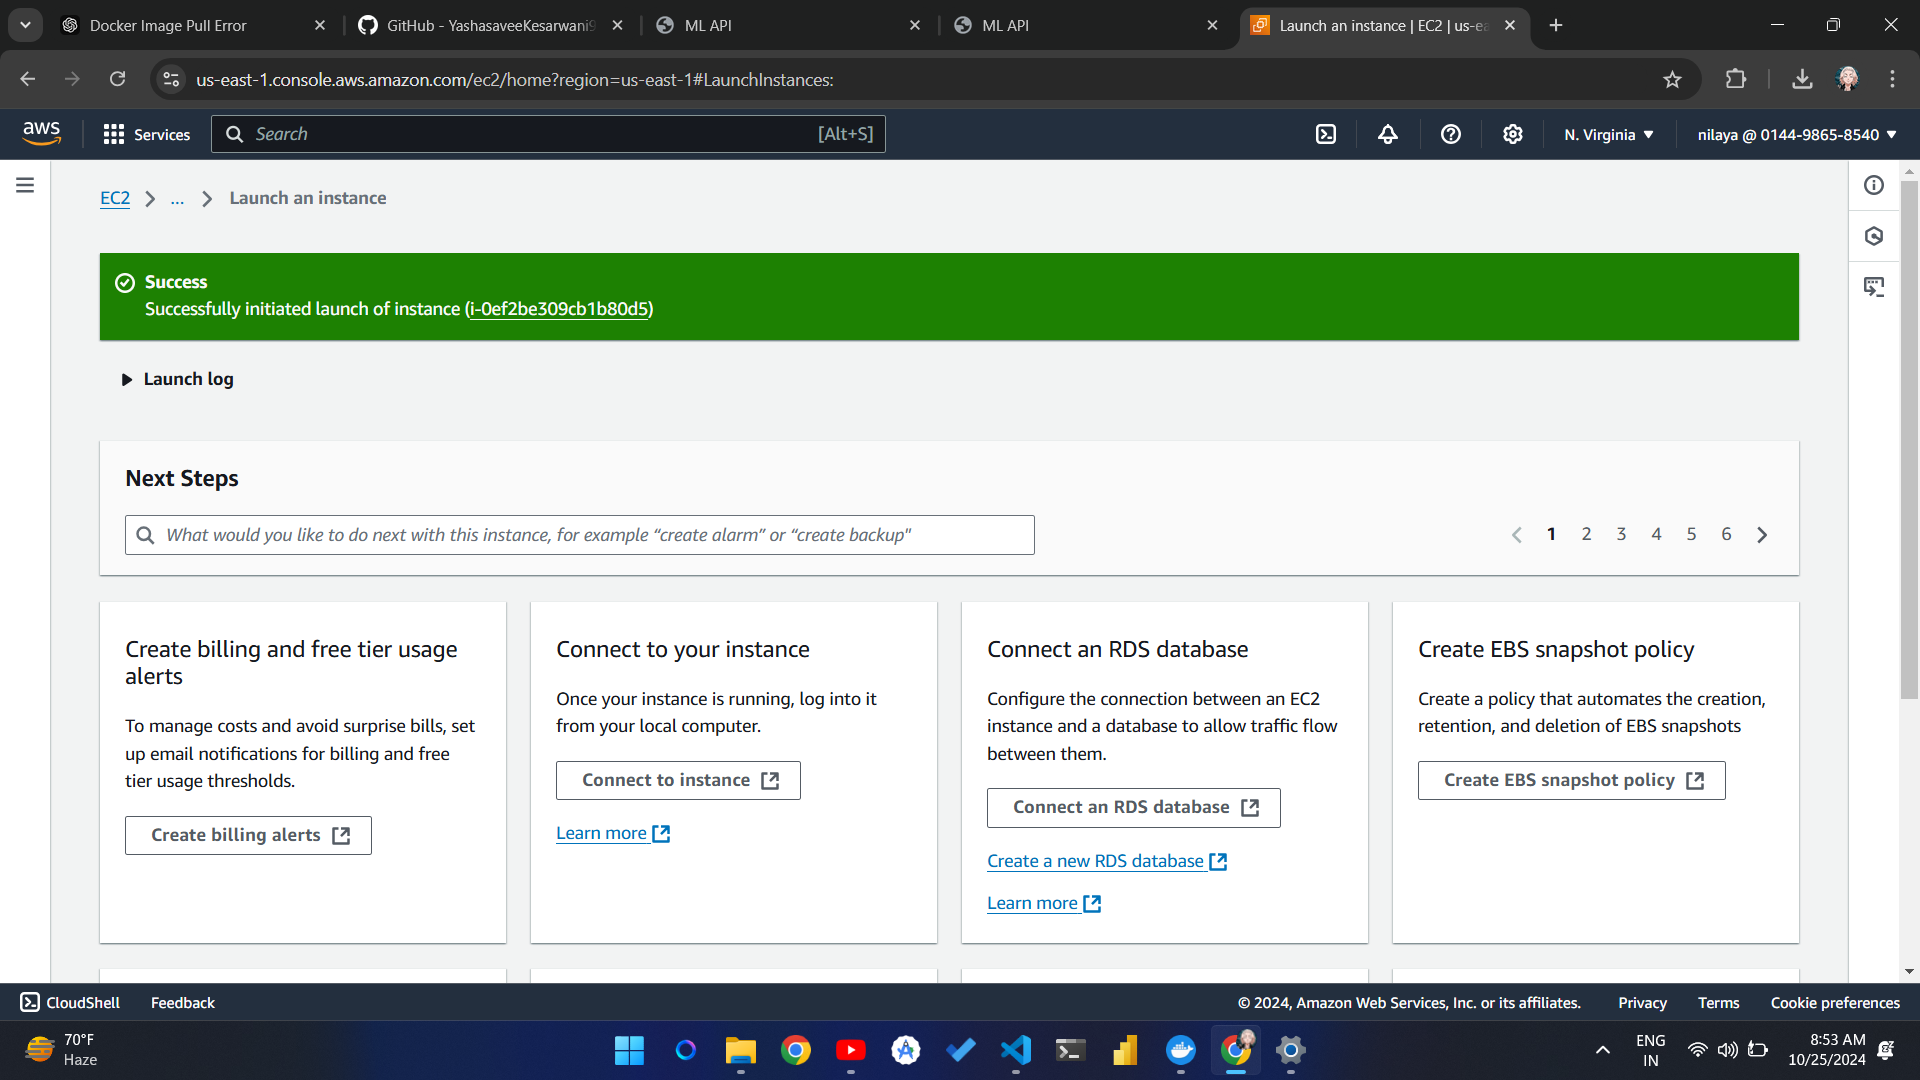 Docker Image Pull Error
GitHub - YashasaveeKesarwani9
ML API
ML API
Launch an instance | EC2 | us-ea
us-east-1.console.aws.amazon.com/ec2/home?region=us-east-1#LaunchInstances:
aws
Services
Search
[Alt+S]
N. Virginia
nilaya @ 0144-9865-8540
EC2
...
Launch an instance
Success
Successfully initiated launch of instance (i-0ef2be309cb1b80d5)
Launch log
Next Steps
What would you like to do next with this instance, for example “create alarm” or “create backup"
1 2 3 4 5 6
Create billing and free tier usage
alerts
To manage costs and avoid surprise bills, set
up email notifications for billing and free
tier usage thresholds.
Create billing alerts
Connect to your instance
Once your instance is running, log into it
from your local computer.
Connect to instance
Learn more
Connect an RDS database
Configure the connection between an EC2
instance and a database to allow traffic flow
between them.
Connect an RDS database
Create a new RDS database
Learn more
Create EBS snapshot policy
Create a policy that automates the creation,
retention, and deletion of EBS snapshots
Create EBS snapshot policy
CloudShell
Feedback
© 2024, Amazon Web Services, Inc. or its affiliates.
Privacy
Terms
Cookie preferences
70°F
Haze
ENG
IN
8:53 AM
10/25/2024